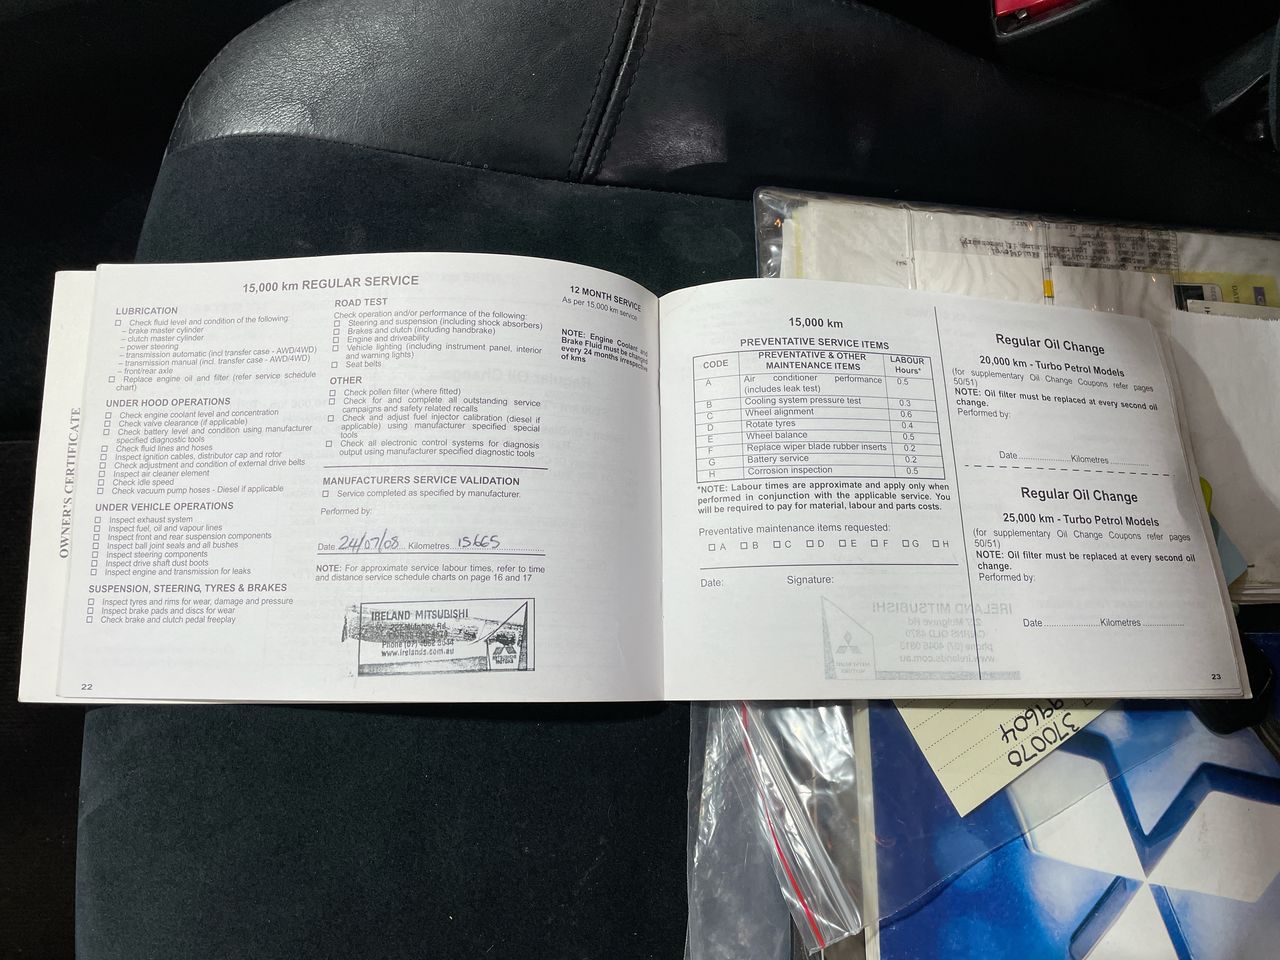 OWNER'S CERTIFICATE
15,000 km REGULAR SERVICE
LUBRICATION
Check fluid level and condition of the following:
– brake master cylinder
– clutch master cylinder
– power steering
– transmission automatic (incl transfer case - AWD/4WD)
– transmission manual (incl. transfer case - AWD/4WD)
– front/rear axle
Replace engine oil and filter (refer service schedule
chart)
UNDER HOOD OPERATIONS
Check engine coolant level and concentration
Check valve clearance (if applicable)
Check battery level and condition using manufacturer
specified diagnostic tools
Check fluid lines and hoses
Inspect ignition cables, distributor cap and rotor
Check adjustment and condition of external drive belts
Inspect air cleaner element
Check idle speed
Check vacuum pump hoses - Diesel if applicable
UNDER VEHICLE OPERATIONS
Inspect exhaust system
Inspect fuel, oil and vapour lines
Inspect front and rear suspension components
Inspect ball joint seals and all bushes
Inspect steering components
Inspect drive shaft dust boots
Inspect engine and transmission for leaks
SUSPENSION, STEERING, TYRES & BRAKES
Inspect tyres and rims for wear, damage and pressure
Inspect brake pads and discs for wear
Check brake and clutch pedal freeplay
22
ROAD TEST
Check operation and/or performance of the following:
Steering and suspension (including shock absorbers)
Brakes and clutch (including handbrake)
Engine and driveability
Vehicle lighting (including instrument panel, interior
and warning lights)
Seat belts
OTHER
Check pollen filter (where fitted)
Check for and complete all outstanding service
campaigns and safety related recalls
Check and adjust fuel injector calibration (diesel if
applicable) using manufacturer specified special
tools
Check all electronic control systems for diagnosis
output using manufacturer specified diagnostic tools
MANUFACTURERS SERVICE VALIDATION
Service completed as specified by manufacturer.
Performed by:
Date 24/07/08 Kilometres 15665
NOTE: For approximate service labour times, refer to time
and distance service schedule charts on page 16 and 17
IRELAND MITSUBISHI
Phone (07)
www.irelands.com.au
MITSUBISHI
MOTORS
12 MONTH SERVICE
As per 15,000 km service
NOTE: Engine Coolant and
Brake Fluid must be changed
every 24 months irrespective
of kms
15,000 km
PREVENTATIVE SERVICE ITEMS
CODE PREVENTATIVE & OTHER MAINTENANCE ITEMS LABOUR Hours*
A Air conditioner performance (includes leak test) 0.5
B Cooling system pressure test 0.3
C Wheel alignment 0.6
D Rotate tyres 0.4
E Wheel balance 0.5
F Replace wiper blade rubber inserts 0.2
G Battery service 0.2
H Corrosion inspection 0.5
*NOTE: Labour times are approximate and apply only when
performed in conjunction with the applicable service. You
will be required to pay for material, labour and parts costs.
Preventative maintenance items requested:
A B C D E F G H
Date: Signature:
Regular Oil Change
20,000 km - Turbo Petrol Models
(for supplementary Oil Change Coupons refer pages
50/51)
NOTE: Oil filter must be replaced at every second oil
change.
Performed by:
Date Kilometres
Regular Oil Change
25,000 km - Turbo Petrol Models
(for supplementary Oil Change Coupons refer pages
50/51)
NOTE: Oil filter must be replaced at every second oil
change.
Performed by:
Date Kilometres
23
370070
99604